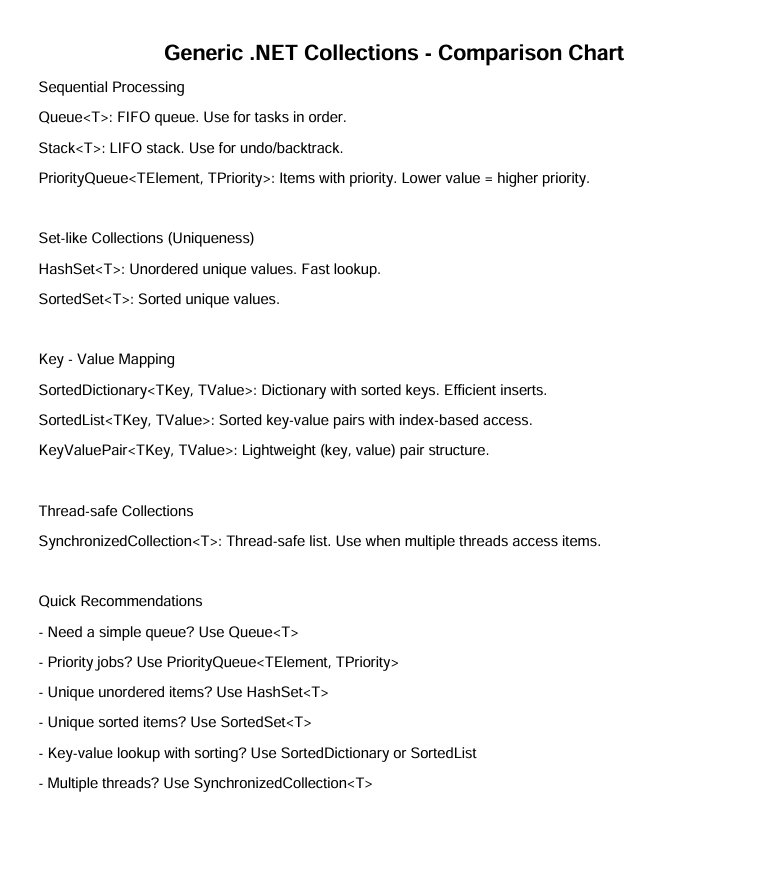 Generic .NET Collections - Comparison Chart
Sequential Processing
Queue<T>: FIFO queue. Use for tasks in order.
Stack<T>: LIFO stack. Use for undo/backtrack.
PriorityQueue<TElement, TPriority>: Items with priority. Lower value = higher priority.
Set-like Collections (Uniqueness)
HashSet<T>: Unordered unique values. Fast lookup.
SortedSet<T>: Sorted unique values.
Key - Value Mapping
SortedDictionary<TKey, TValue>: Dictionary with sorted keys. Efficient inserts.
SortedList<TKey, TValue>: Sorted key-value pairs with index-based access.
KeyValuePair<TKey, TValue>: Lightweight (key, value) pair structure.
Thread-safe Collections
SynchronizedCollection<T>: Thread-safe list. Use when multiple threads access items.
Quick Recommendations
- Need a simple queue? Use Queue<T>
- Priority jobs? Use PriorityQueue<TElement, TPriority>
- Unique unordered items? Use HashSet<T>
- Unique sorted items? Use SortedSet<T>
- Key-value lookup with sorting? Use SortedDictionary or SortedList
- Multiple threads? Use SynchronizedCollection<T>